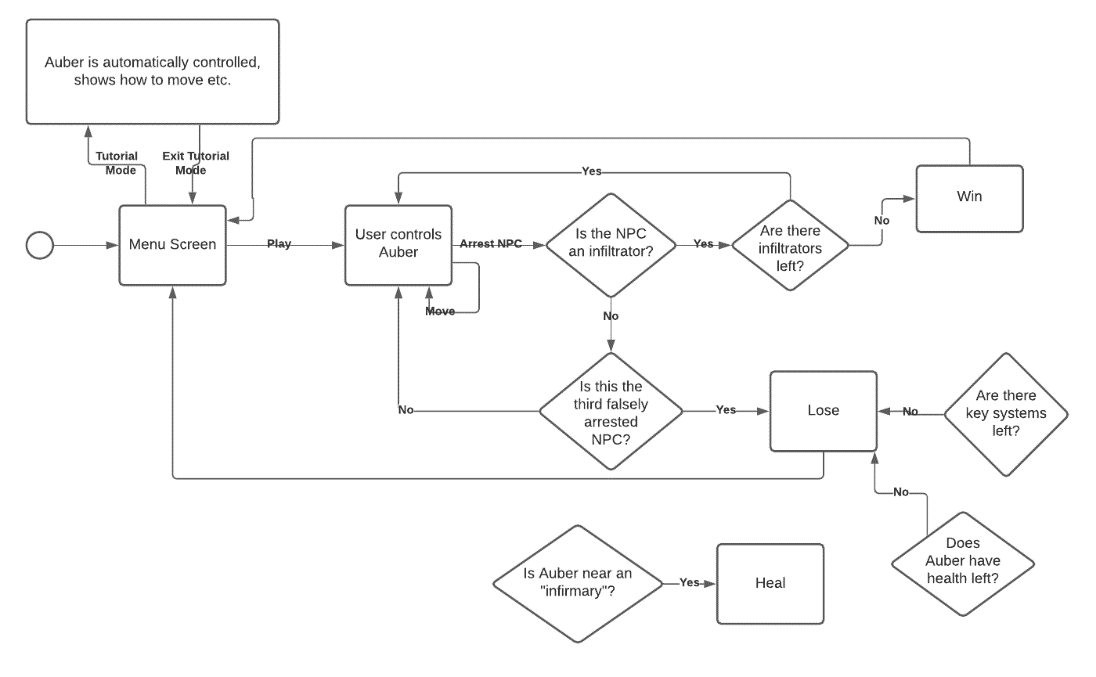 Auber is automatically controlled,
shows how to move etc.
Tutorial
Mode
Exit Tutorial
Mode
Menu Screen
Play
User controls
Auber
Move
Arrest NPC
Is the NPC
an infiltrator?
Yes
Yes
Are there
infiltrators
left?
No
Win
No
Is this the
third falsely
arrested
NPC?
No
Yes
Lose
No
Are there
key systems
left?
No
Does
Auber have
health left?
Is Auber near an
"infirmary"?
Yes
Heal